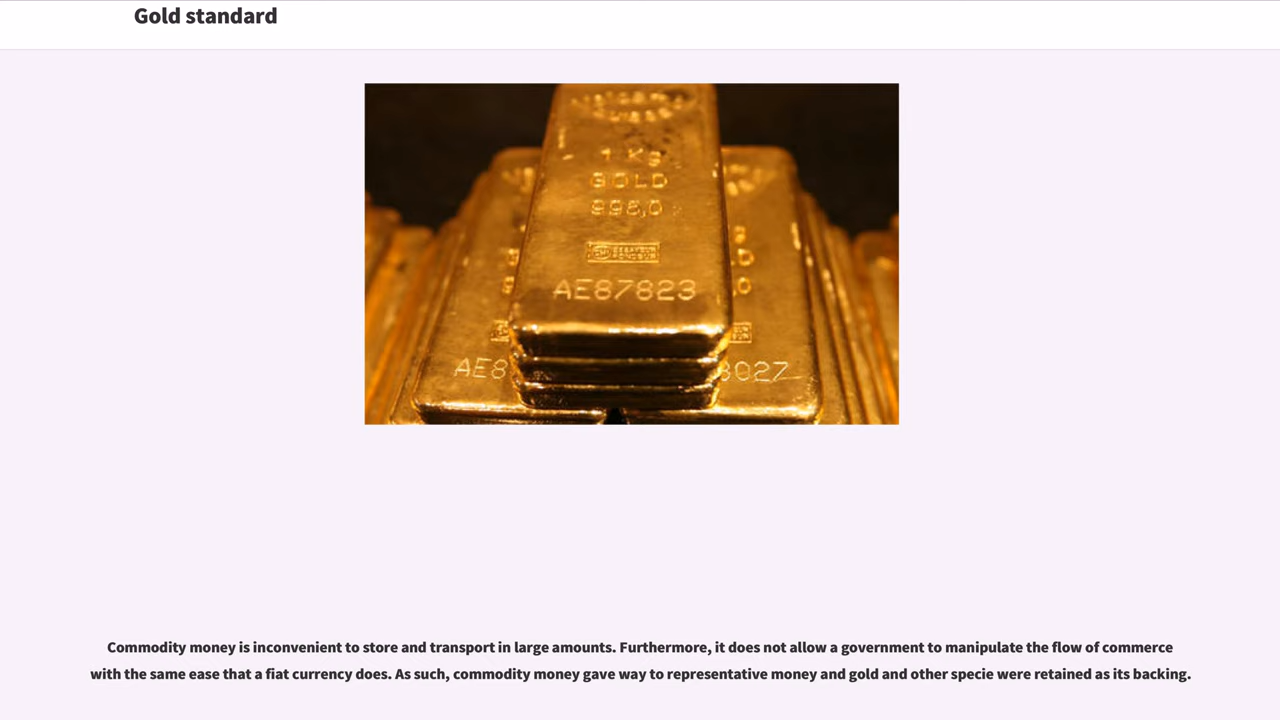 Gold standard
SUISSE
1 KG
GOLD
AE87823
AE8
Commodity money is inconvenient to store and transport in large amounts. Furthermore, it does not allow a government to manipulate the flow of commerce
with the same ease that a fiat currency does. As such, commodity money gave way to representative money and gold and other specie were retained as its backing.